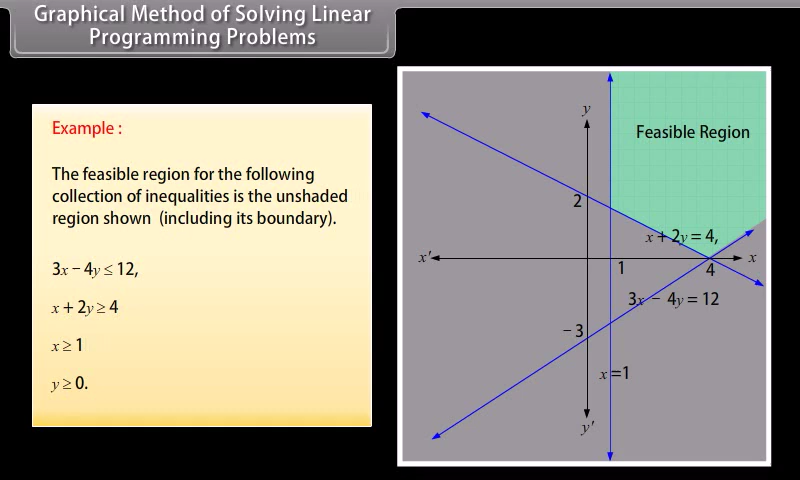 Graphical Method of Solving Linear
Programming Problems
Example :
The feasible region for the following
collection of inequalities is the unshaded
region shown (including its boundary).
3x − 4y ≤ 12,
x + 2y ≥ 4
x ≥ 1
y ≥ 0.
y
Feasible Region
2
x + 2y = 4,
x'
x
1
4
3x − 4y = 12
− 3
x = 1
y'